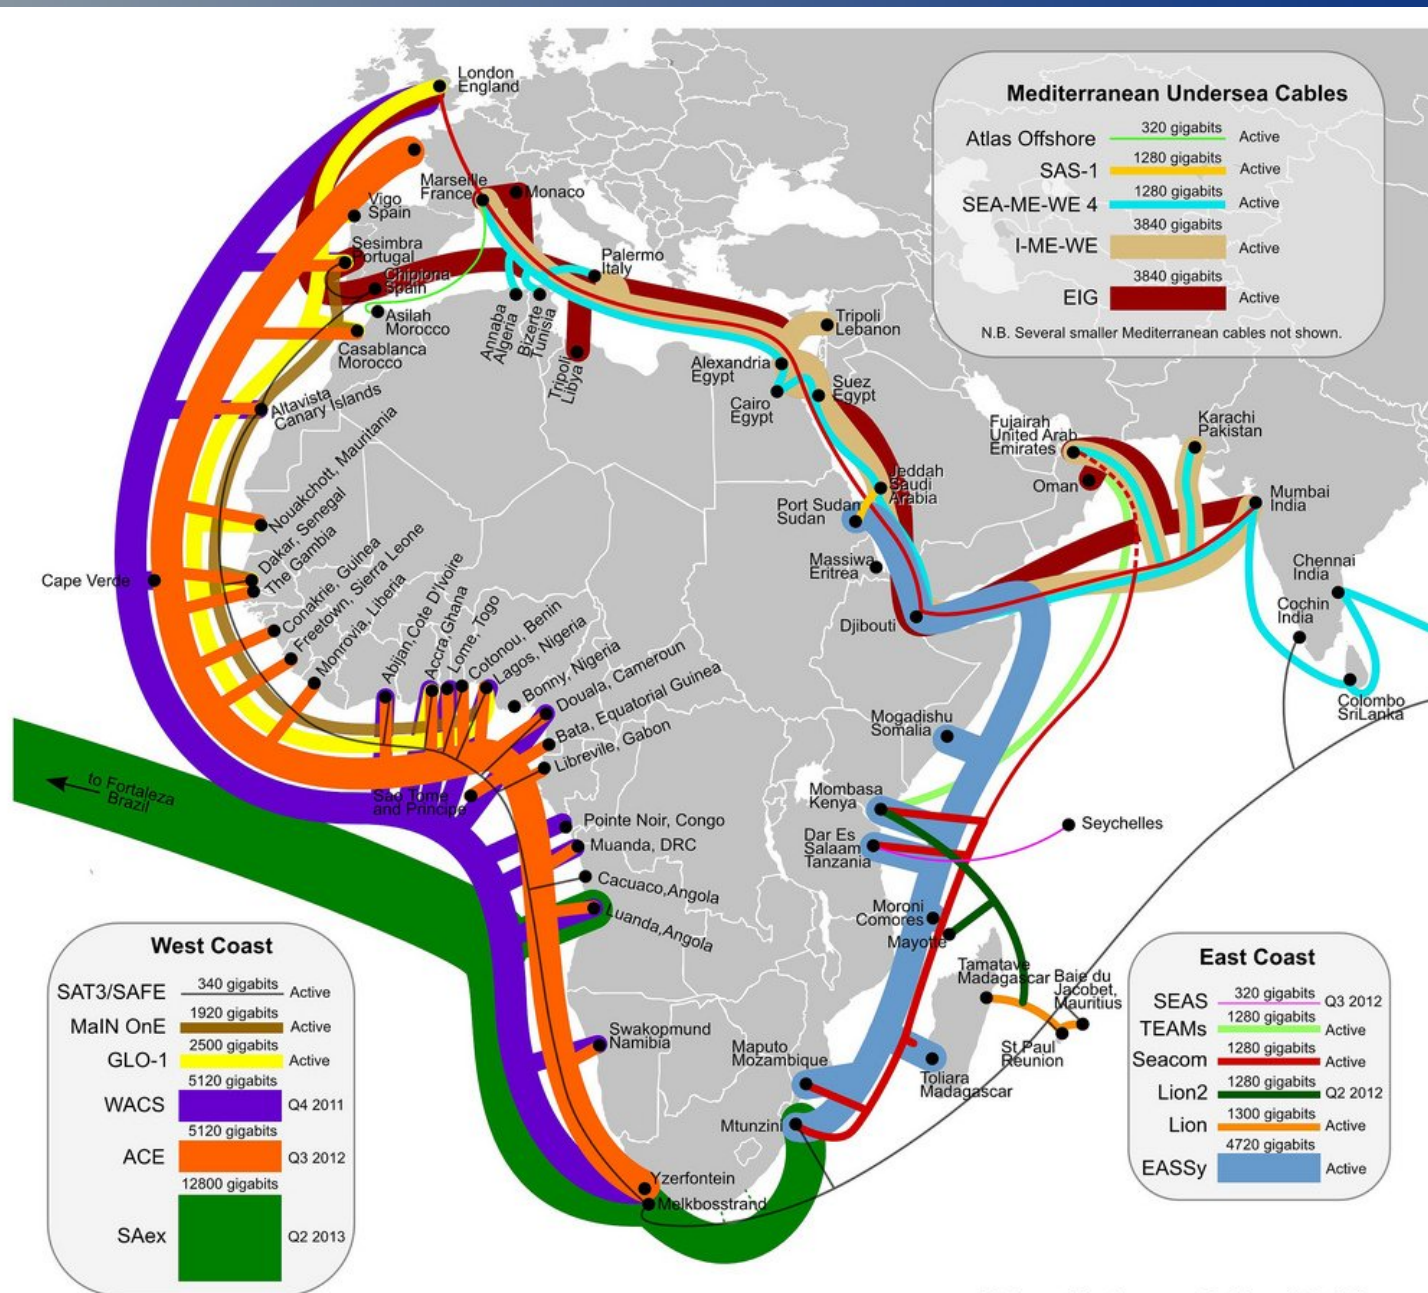 London
England
Marseille
France
Monaco
Vigo
Spain
Sesimbra
Portugal
Chipiona
Spain
Palermo
Italy
Asilah
Morocco
Casablanca
Morocco
Annaba
Algeria
Bizerte
Tunisia
Tripoli
Libya
Tripoli
Lebanon
Alexandria
Egypt
Cairo
Egypt
Suez
Egypt
Altavista
Canary Islands
Nouakchott, Mauritania
Dakar, Senegal
The Gambia
Cape Verde
Conakrie, Guinea
Freetown, Sierra Leone
Monrovia, Liberia
Abijan,Cote D'Ivoire
Accra,Ghana
Lome, Togo
Cotonou, Benin
Lagos, Nigeria
Bonny, Nigeria
Douala, Cameroun
Bata, Equatorial Guinea
Librevile, Gabon
Sao Tome
and Principe
Pointe Noir, Congo
Muanda, DRC
Cacuaco,Angola
Luanda,Angola
Swakopmund
Namibia
Yzerfontein
Melkbosstrand
to Fortaleza
Brazil
Fujairah
United Arab
Emirates
Oman
Karachi
Pakistan
Mumbai
India
Chennai
India
Cochin
India
Colombo
SriLanka
Jeddah
Saudi
Arabia
Port Sudan
Sudan
Massiwa
Eritrea
Djibouti
Mogadishu
Somalia
Mombasa
Kenya
Dar Es
Salaam
Tanzania
Seychelles
Moroni
Comores
Mayotte
Tamatave
Madagascar
Baie du
Jacobet,
Mauritius
St Paul
Reunion
Toliara
Madagascar
Maputo
Mozambique
Mtunzini
Mediterranean Undersea Cables
Atlas Offshore 320 gigabits Active
SAS-1 1280 gigabits Active
SEA-ME-WE 4 1280 gigabits Active
I-ME-WE 3840 gigabits Active
EIG 3840 gigabits Active
N.B. Several smaller Mediterranean cables not shown.
West Coast
SAT3/SAFE 340 gigabits Active
MaIN OnE 1920 gigabits Active
GLO-1 2500 gigabits Active
WACS 5120 gigabits Q4 2011
ACE 5120 gigabits Q3 2012
SAex 12800 gigabits Q2 2013
East Coast
SEAS 320 gigabits Q3 2012
TEAMs 1280 gigabits Active
Seacom 1280 gigabits Active
Lion2 1280 gigabits Q2 2012
Lion 1300 gigabits Active
EASSy 4720 gigabits Active